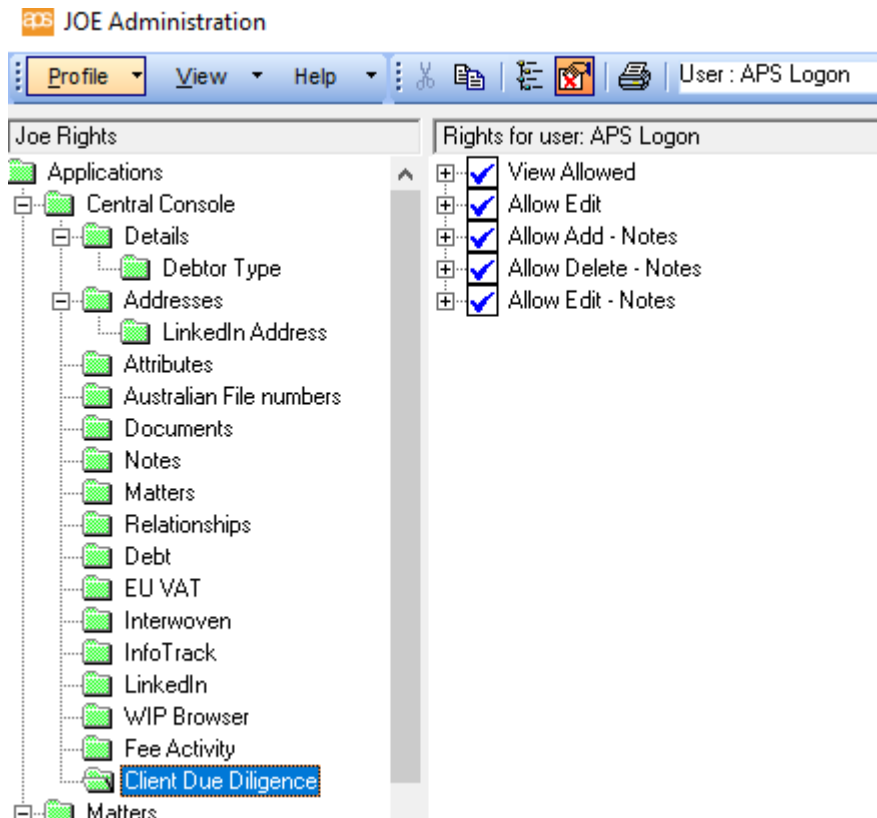 aps JOE Administration
Profile View Help User : APS Logon
Joe Rights
Applications
Central Console
Details
Debtor Type
Addresses
LinkedIn Address
Attributes
Australian File numbers
Documents
Notes
Matters
Relationships
Debt
EU VAT
Interwoven
InfoTrack
LinkedIn
WIP Browser
Fee Activity
Client Due Diligence
Matters
Rights for user: APS Logon
View Allowed
Allow Edit
Allow Add - Notes
Allow Delete - Notes
Allow Edit - Notes